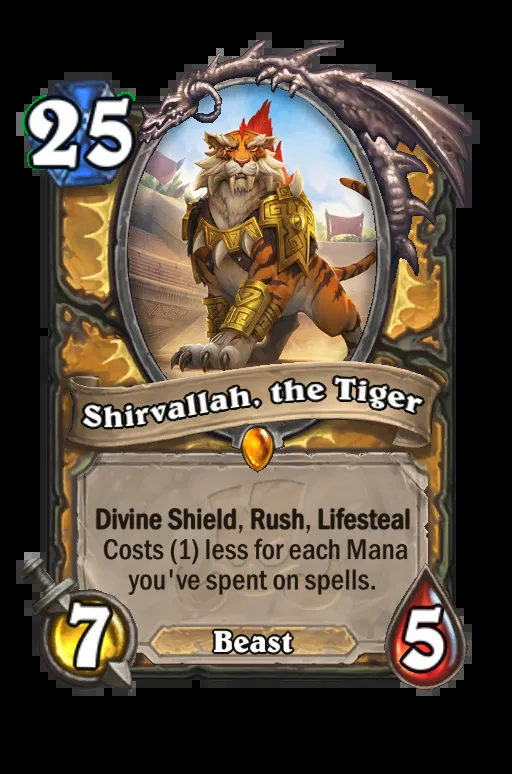 25
Shirvallah, the Tiger
Divine Shield, Rush, Lifesteal
Costs (1) less for each Mana
you've spent on spells.
7
Beast
5